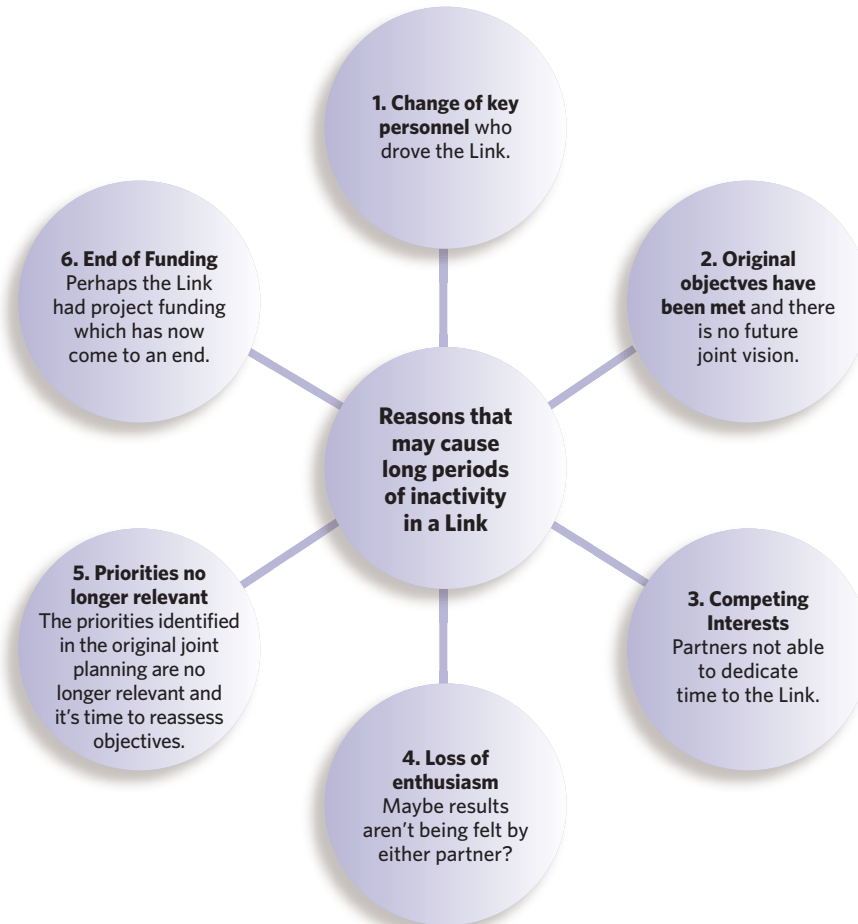 1. Change of key
personnel who
drove the Link.
2. Original
objectves have
been met and there
is no future
joint vision.
3. Competing
Interests
Partners not able
to dedicate
time to the Link.
4. Loss of
enthusiasm
Maybe results
aren't being felt by
either partner?
5. Priorities no
longer relevant
The priorities identified
in the original joint
planning are no
longer relevant and
it's time to reassess
objectives.
6. End of Funding
Perhaps the Link
had project funding
which has now
come to an end.
Reasons that
may cause
long periods
of inactivity
in a Link